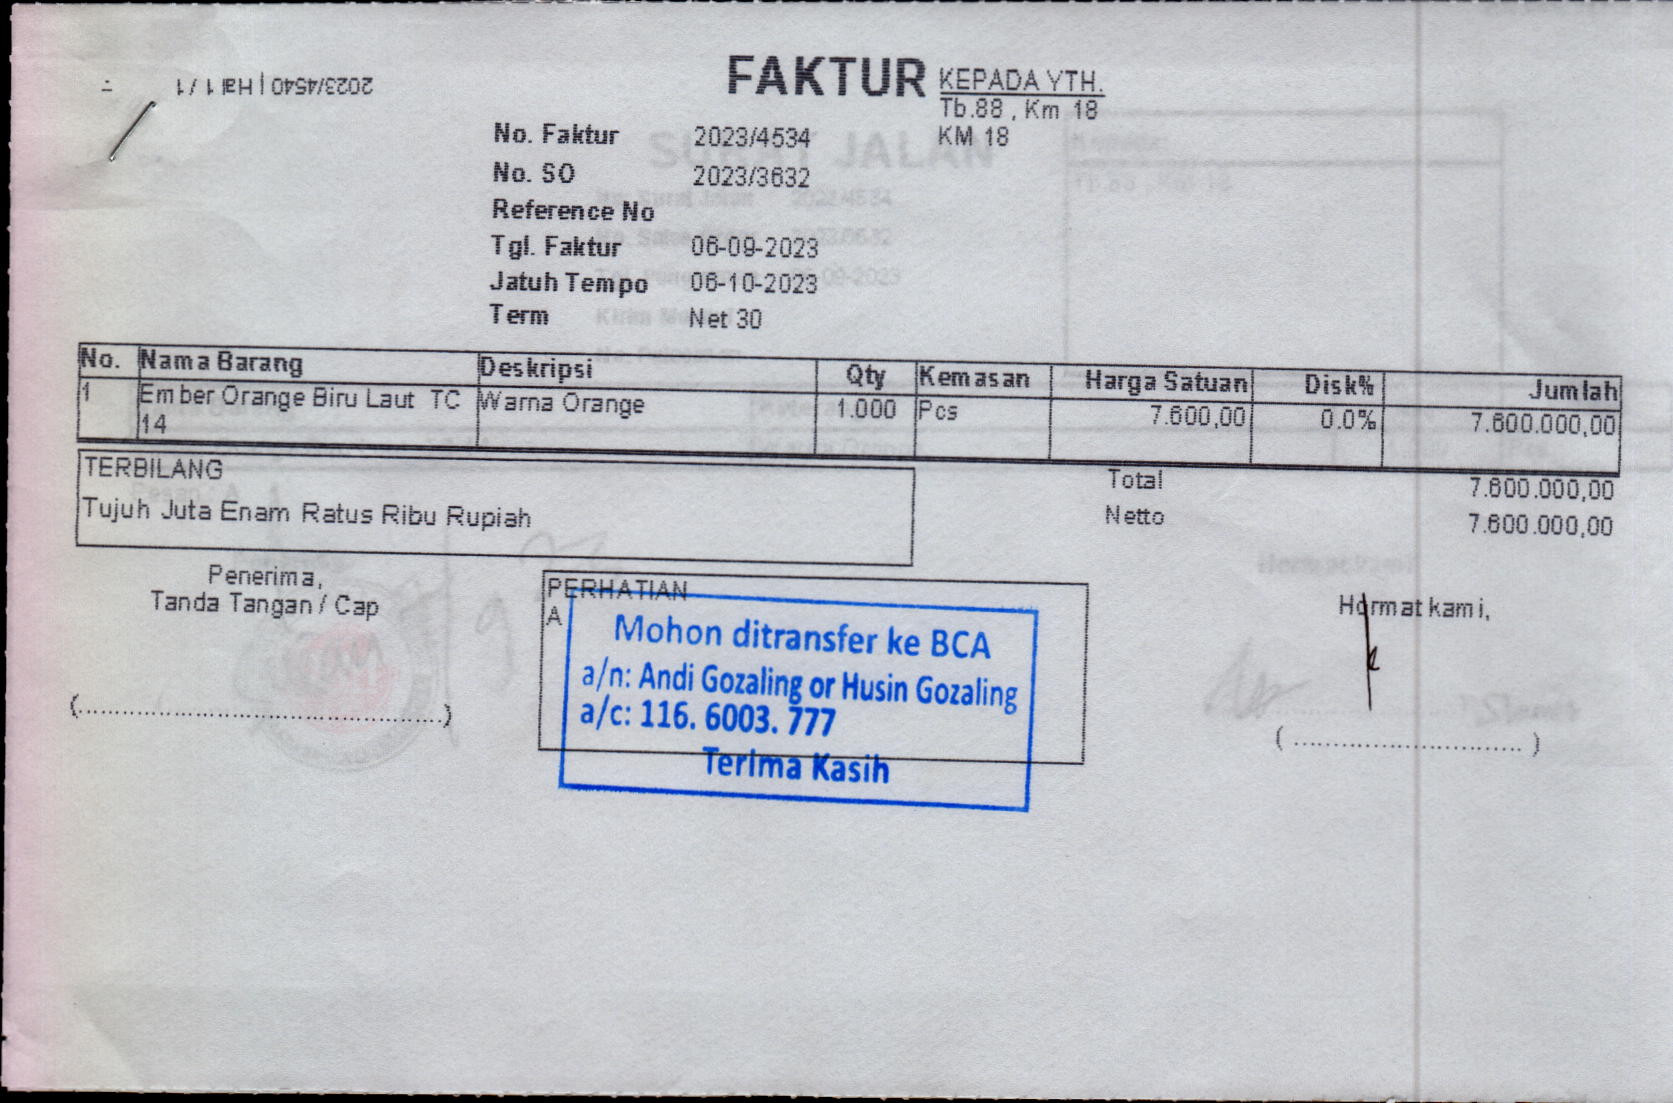 2023/4540 | Hal 1 / 1
FAKTUR
KEPADA YTH.
Tb.88 , Km 18
KM 18
No. Faktur 2023/4534
No. SO 2023/3632
Reference No
Tgl. Faktur 06-09-2023
Jatuh Tempo 06-10-2023
Term Net 30
SURAT JALAN
No. Nama Barang Deskripsi Qty Kemasan Harga Satuan Disk% Jumlah
1 Ember Orange Biru Laut TC Warna Orange 1.000 Pcs 7.600,00 0.0% 7.600.000,00
14
TERBILANG
Tujuh Juta Enam Ratus Ribu Rupiah
Total 7.600.000,00
Netto 7.600.000,00
Penerima,
Tanda Tangan / Cap
(...............................................)
PERHATIAN
A
Mohon ditransfer ke BCA
a/n: Andi Gozaling or Husin Gozaling
a/c: 116. 6003. 777
Terima Kasih
Hormat kami,
( ............................. )